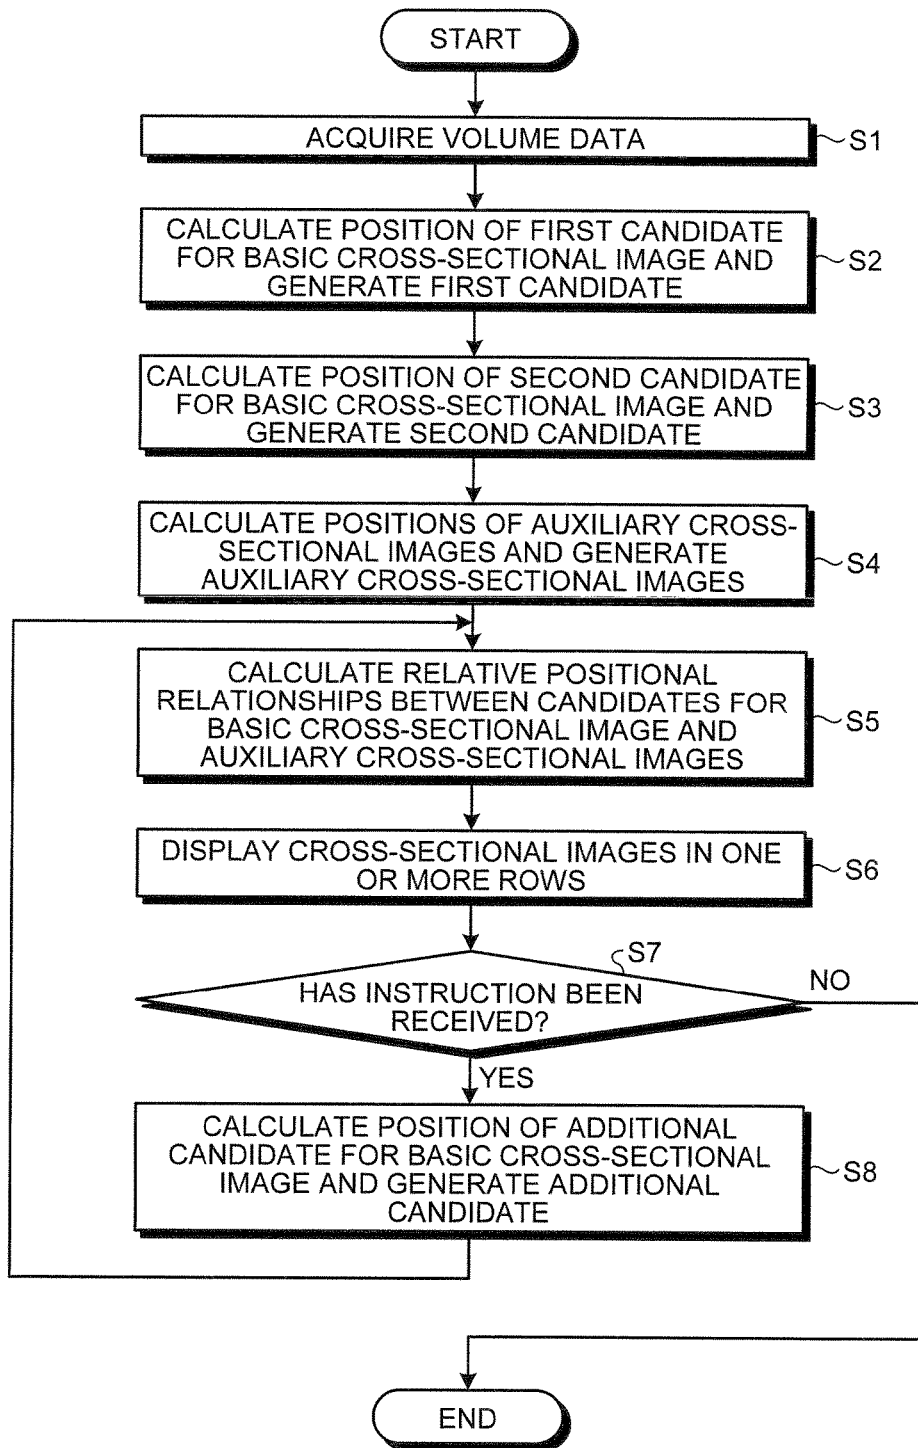 START
ACQUIRE VOLUME DATA
S1
CALCULATE POSITION OF FIRST CANDIDATE
FOR BASIC CROSS-SECTIONAL IMAGE AND
GENERATE FIRST CANDIDATE
S2
CALCULATE POSITION OF SECOND CANDIDATE
FOR BASIC CROSS-SECTIONAL IMAGE AND
GENERATE SECOND CANDIDATE
S3
CALCULATE POSITIONS OF AUXILIARY CROSS-
SECTIONAL IMAGES AND GENERATE
AUXILIARY CROSS-SECTIONAL IMAGES
S4
CALCULATE RELATIVE POSITIONAL
RELATIONSHIPS BETWEEN CANDIDATES FOR
BASIC CROSS-SECTIONAL IMAGE AND
AUXILIARY CROSS-SECTIONAL IMAGES
S5
DISPLAY CROSS-SECTIONAL IMAGES IN ONE
OR MORE ROWS
S6
S7
HAS INSTRUCTION BEEN
RECEIVED?
NO
YES
CALCULATE POSITION OF ADDITIONAL
CANDIDATE FOR BASIC CROSS-SECTIONAL
IMAGE AND GENERATE ADDITIONAL
CANDIDATE
S8
END